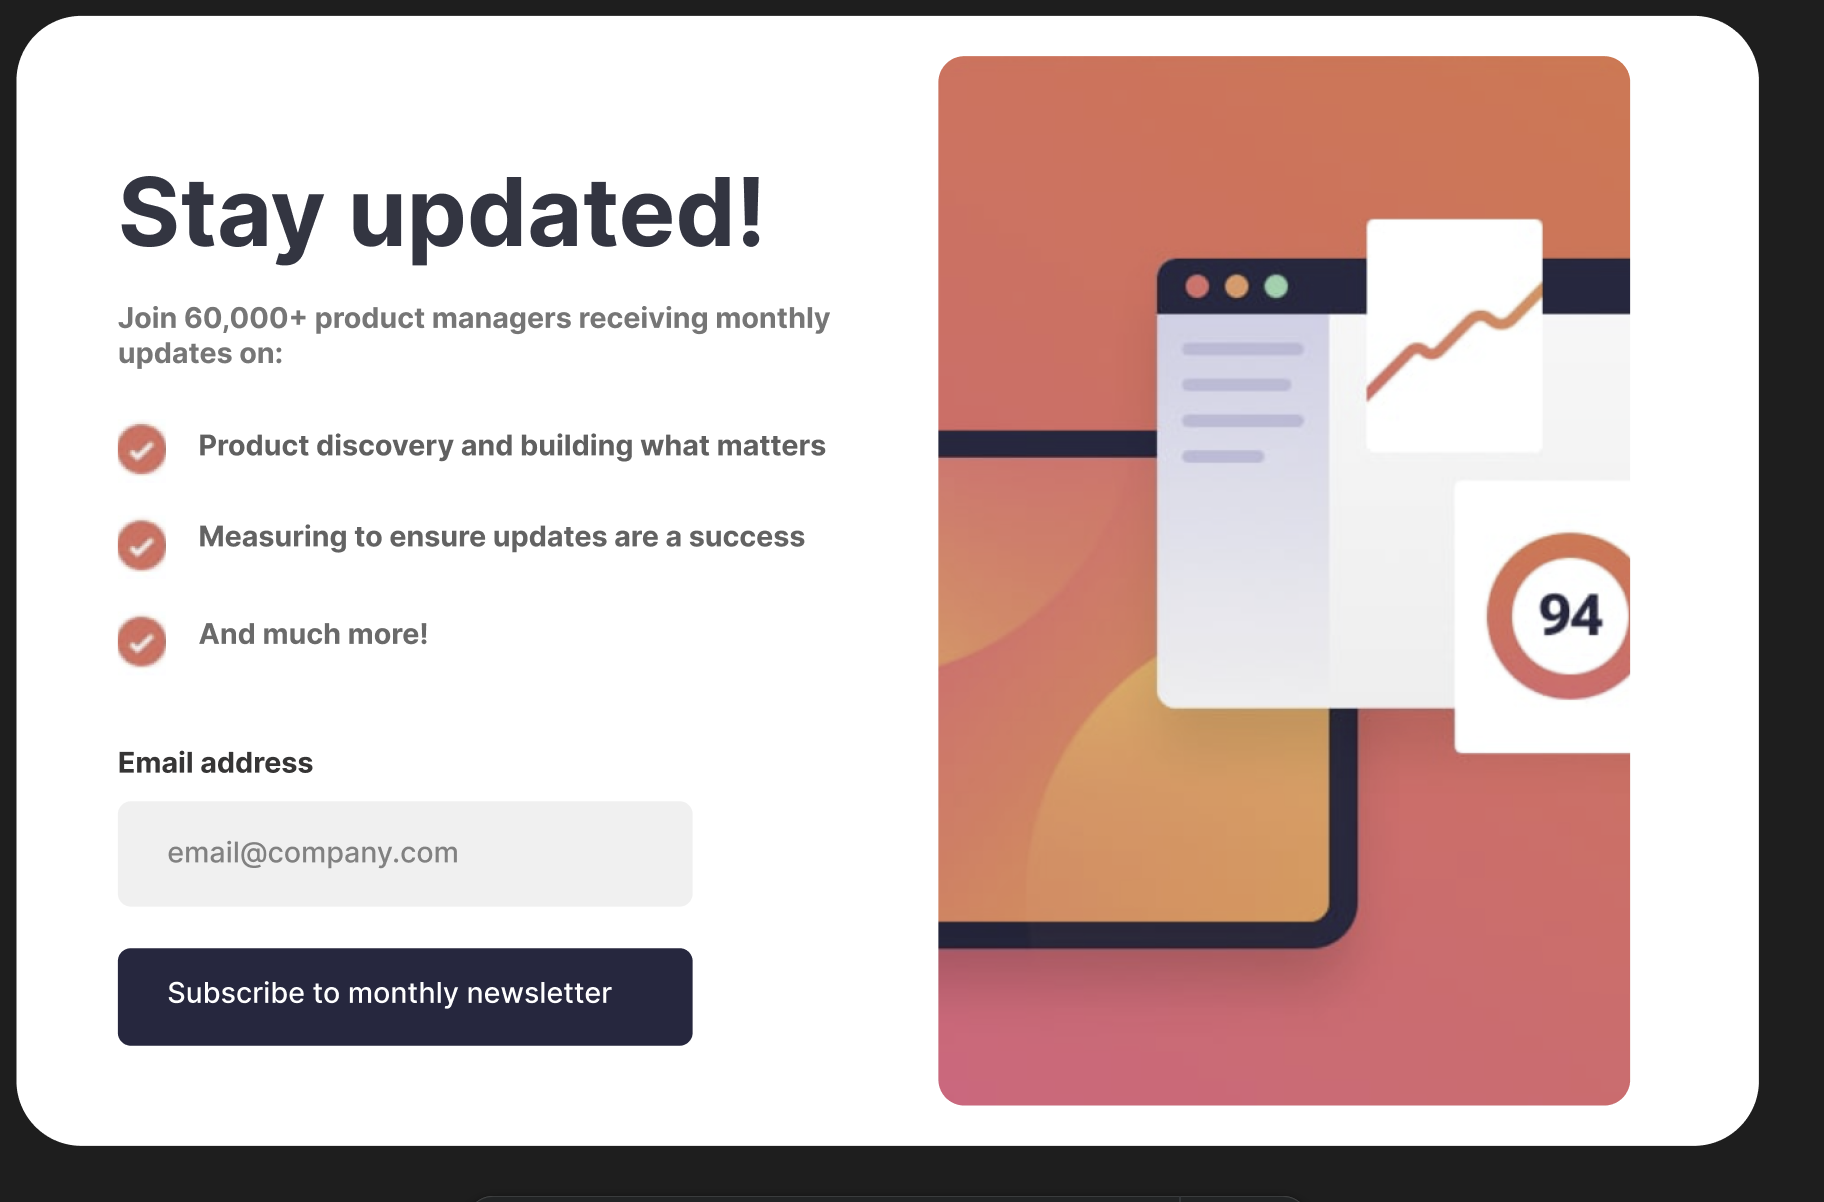 Stay updated!
Join 60,000+ product managers receiving monthly
updates on:
Product discovery and building what matters
Measuring to ensure updates are a success
And much more!
Email address
email@company.com
Subscribe to monthly newsletter
94